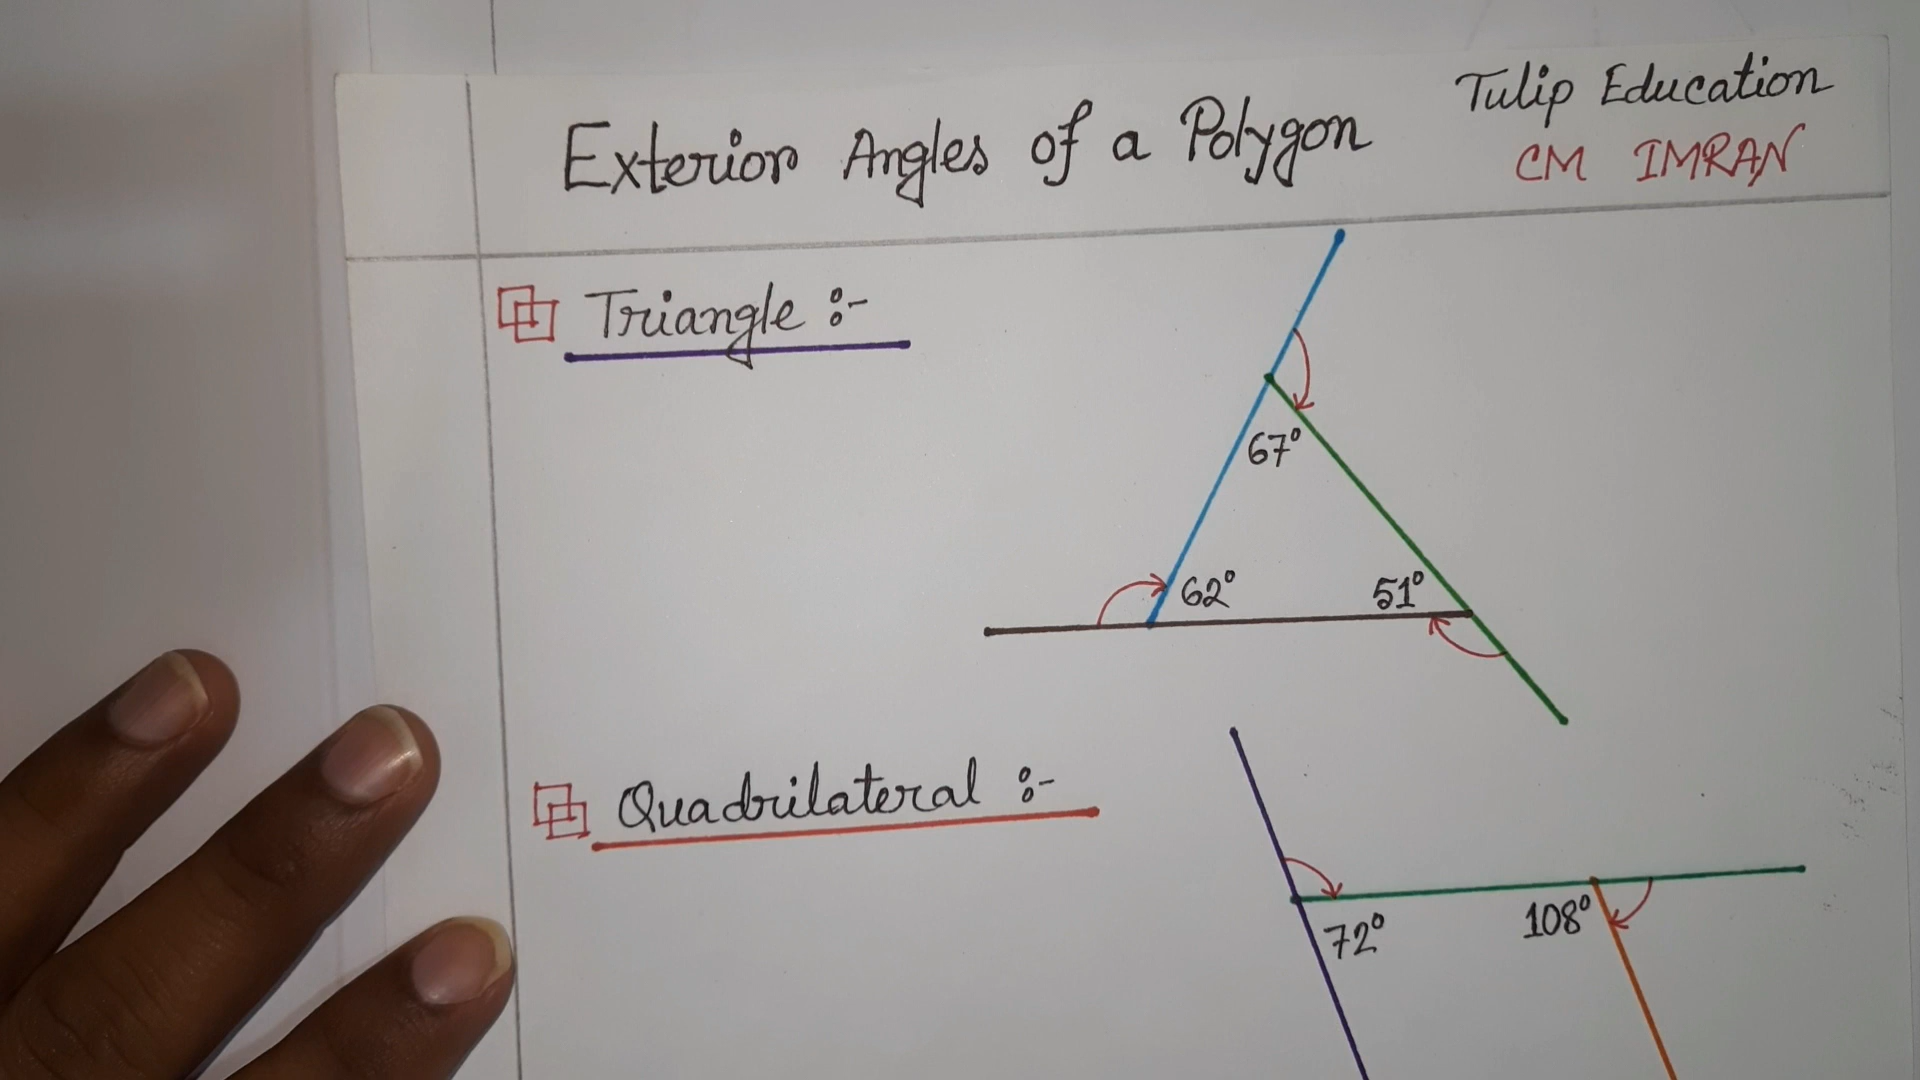 Exterior Angles of a Polygon
Tulip Education
CM IMRAN
Triangle :-
67°
62°
51°
Quadrilateral :-
72°
108°